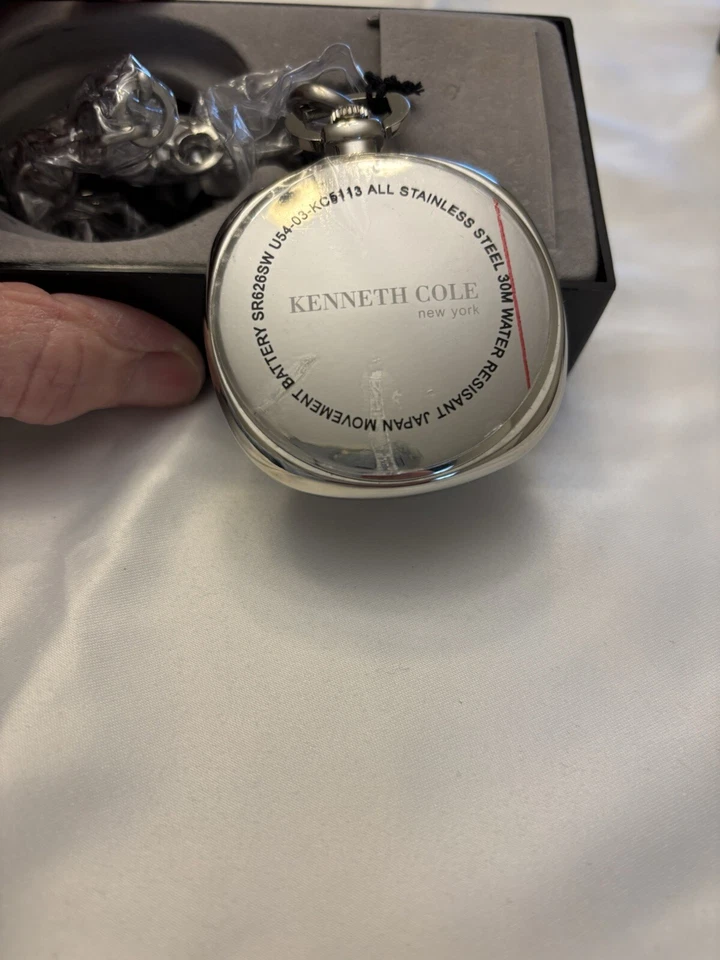 KENNETH COLE
new york
U54-03-KC5113 ALL STAINLESS STEEL 30M WATER RESISANT JAPAN MOVEMENT BATTERY SR626SW